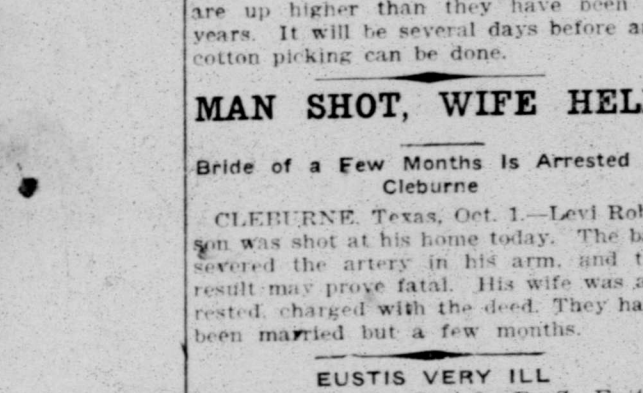 are up higher than they have been
years. It will be several days before
cotton picking can be done.
MAN SHOT, WIFE HEL
Bride of a Few Months Is Arrested
Cleburne
CLEBURNE, Texas, Oct. 1.—Levi Rob
son was shot at his home today. The b
severed the artery in his arm, and t
result may prove fatal. His wife was a
rested, charged with the deed. They ha
been married but a few months.
EUSTIS VERY ILL